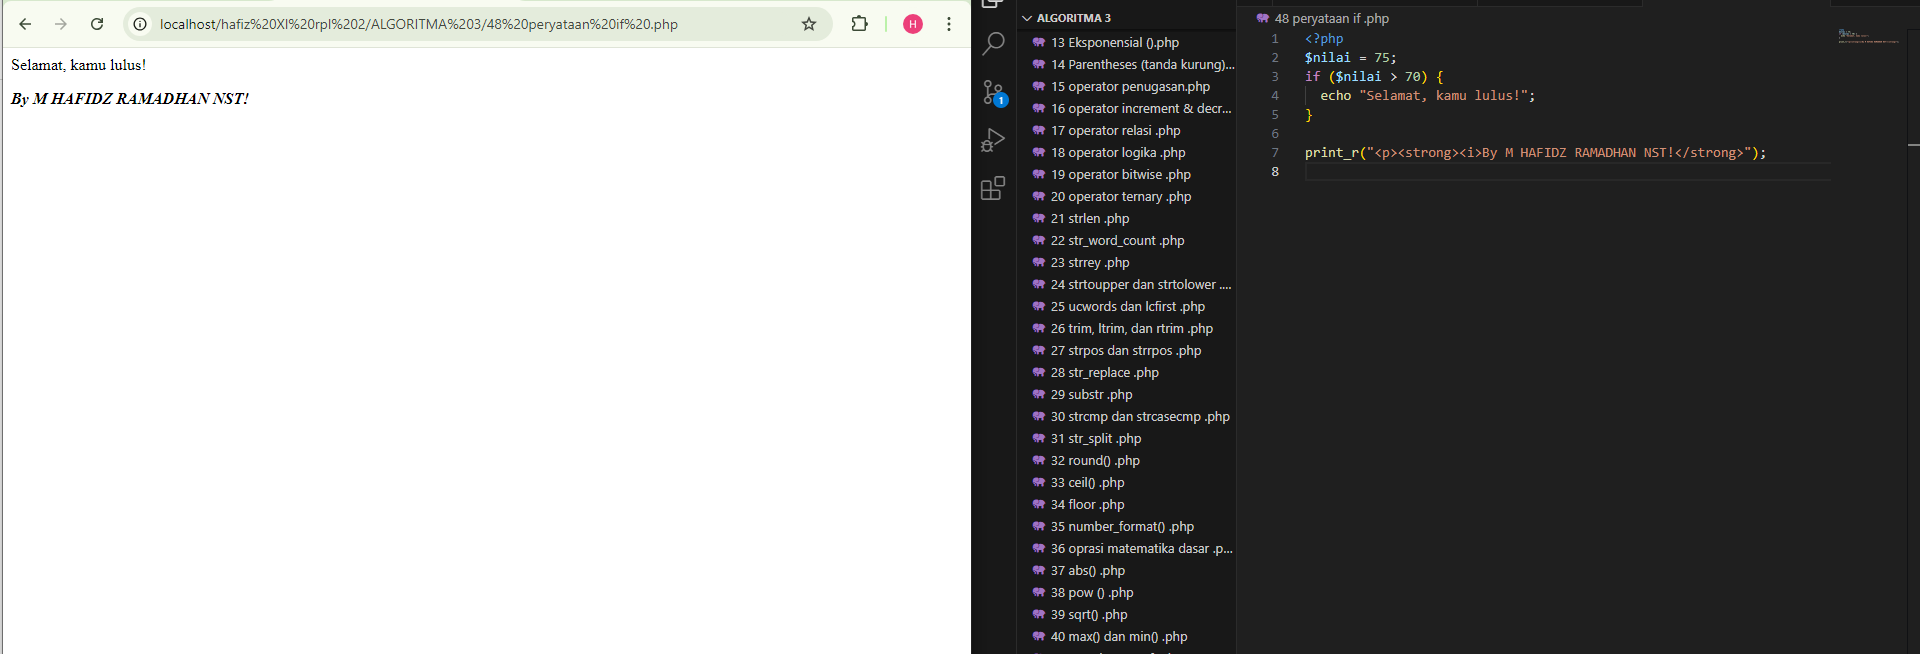 localhost/hafiz%20XI%20rpl%202/ALGORITMA%203/48%20peryataan%20if%20.php
H
Selamat, kamu lulus!
By M HAFIDZ RAMADHAN NST!
1
ALGORITMA 3
13 Eksponensial ().php
14 Parentheses (tanda kurung)...
15 operator penugasan.php
16 operator increment & decr...
17 operator relasi .php
18 operator logika .php
19 operator bitwise .php
20 operator ternary .php
21 strlen .php
22 str_word_count .php
23 strrey .php
24 strtoupper dan strtolower ....
25 ucwords dan lcfirst .php
26 trim, ltrim, dan rtrim .php
27 strpos dan strrpos .php
28 str_replace .php
29 substr .php
30 strcmp dan strcasecmp .php
31 str_split .php
32 round() .php
33 ceil() .php
34 floor .php
35 number_format() .php
36 oprasi matematika dasar .p...
37 abs() .php
38 pow () .php
39 sqrt() .php
40 max() dan min() .php
48 peryataan if .php
1 <?php
2 $nilai = 75;
3 if ($nilai > 70) {
4 echo "Selamat, kamu lulus!";
5 }
6
7 print_r("<p><strong><i>By M HAFIDZ RAMADHAN NST!</strong>");
8